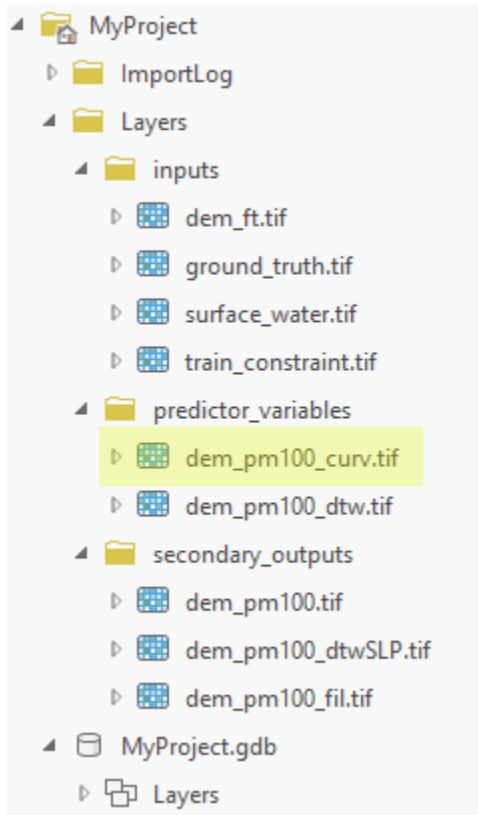 MyProject
ImportLog
Layers
inputs
dem_ft.tif
ground_truth.tif
surface_water.tif
train_constraint.tif
predictor_variables
dem_pm100_curv.tif
dem_pm100_dtw.tif
secondary_outputs
dem_pm100.tif
dem_pm100_dtwSLP.tif
dem_pm100_fil.tif
MyProject.gdb
Layers